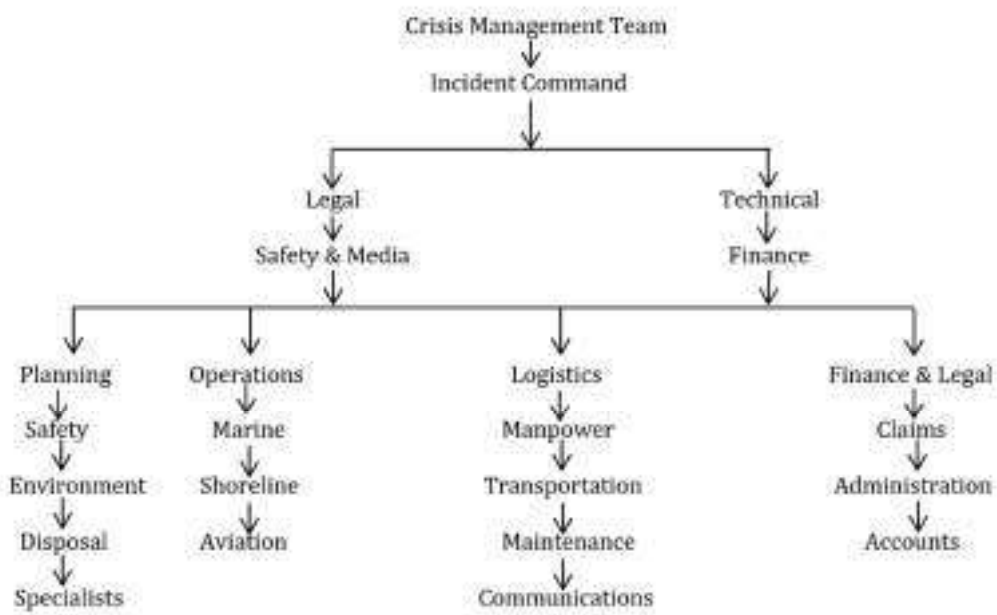 Crisis Management Team
Incident Command
Legal Technical
Safety & Media Finance
Planning Operations Logistics Finance & Legal
Safety Marine Manpower Claims
Environment Shoreline Transportation Administration
Disposal Aviation Maintenance Accounts
Specialists Communications